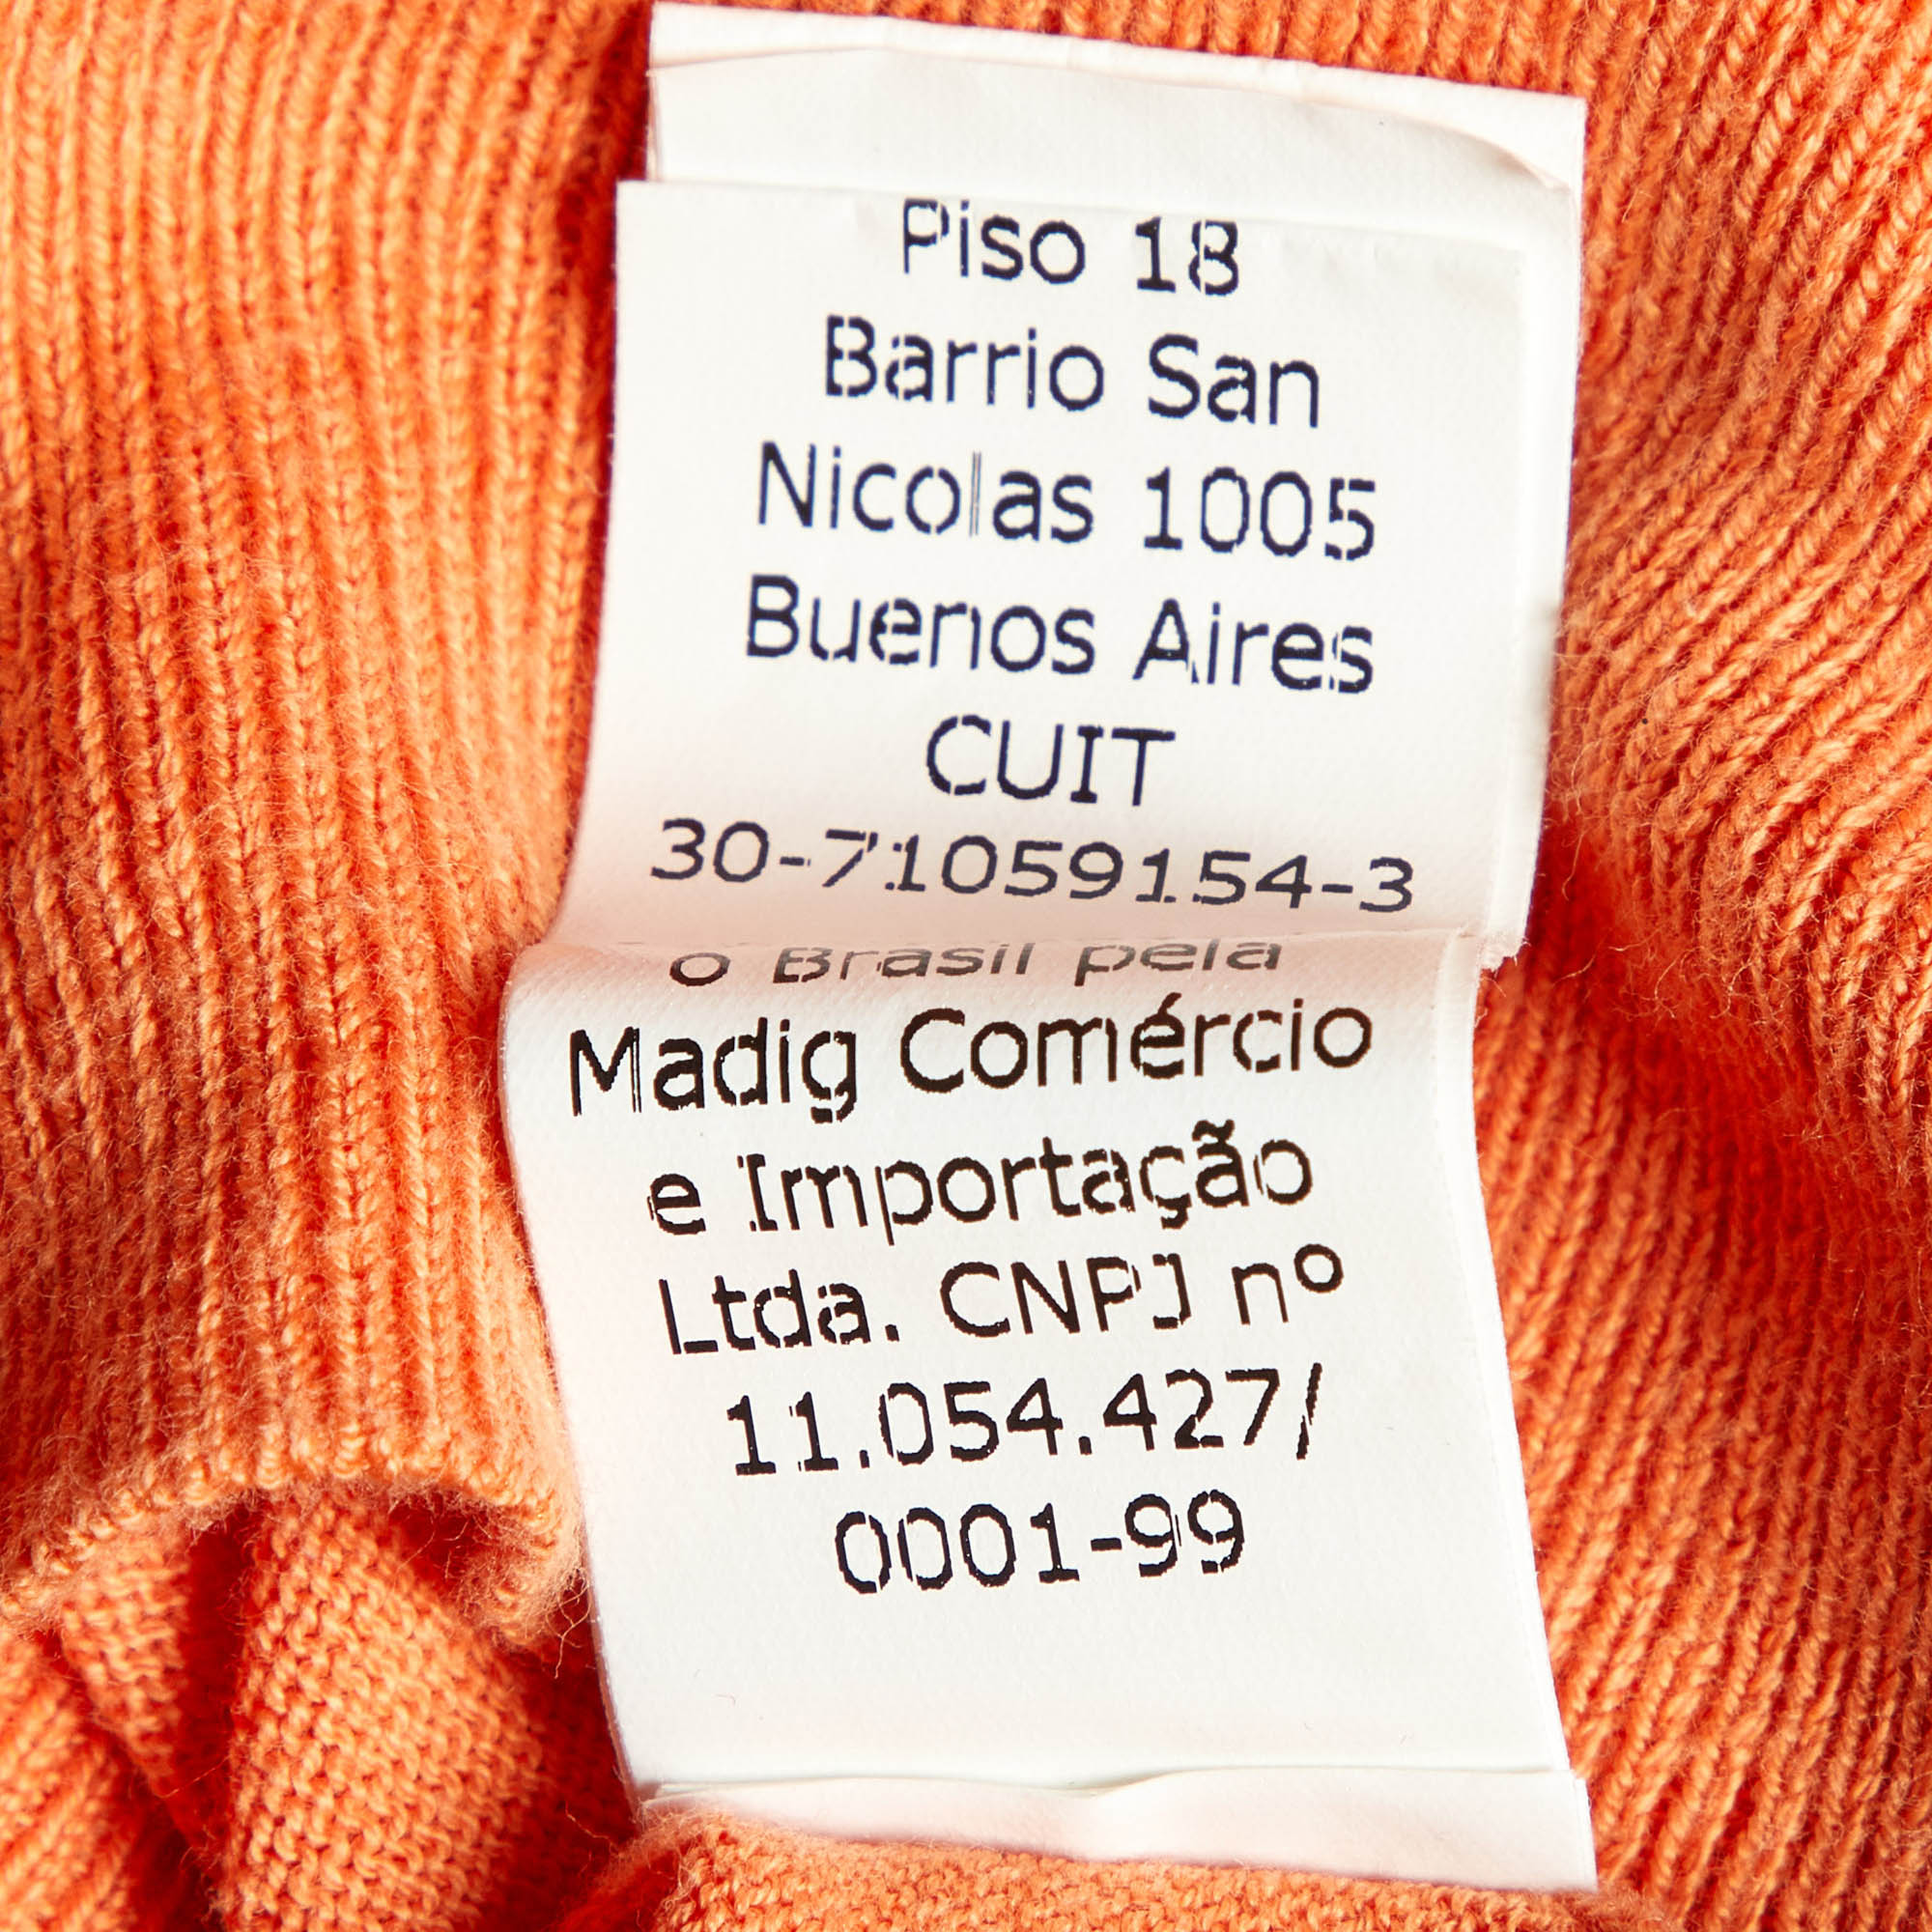 Piso 18
Barrio San
Nicolas 1005
Buenos Aires
CUIT
30-71059154-3
o Brasil pela
Madig Comércio
e Importação
Ltda. CNPJ nº
11.054.427/
0001-99